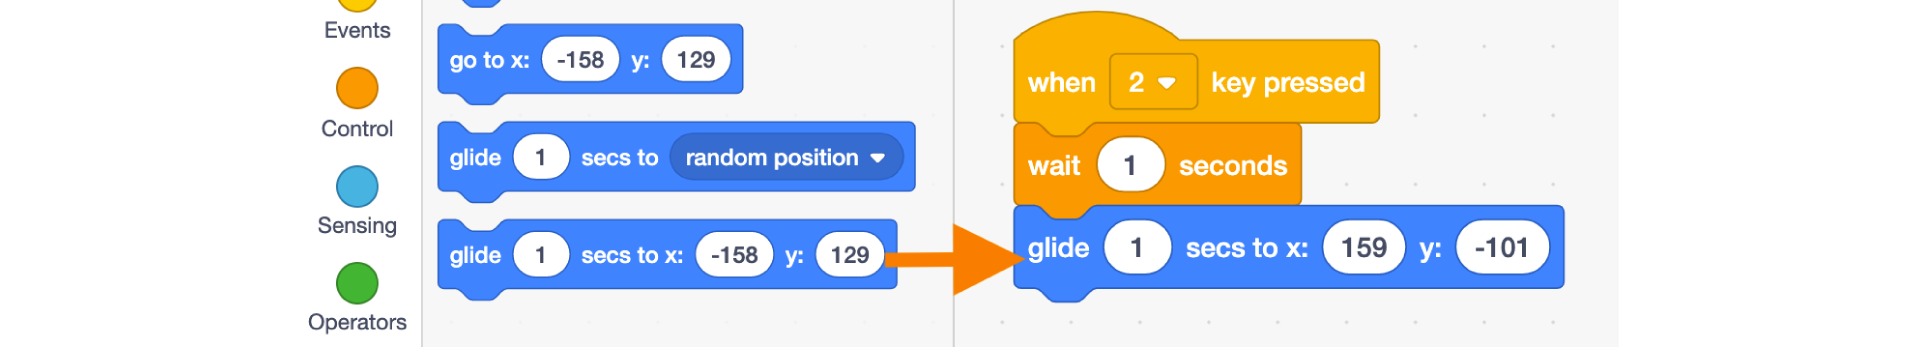 Events
Control
Sensing
Operators
go to x: -158 y: 129
glide 1 secs to random position
glide 1 secs to x: -158 y: 129
when 2 key pressed
wait 1 seconds
glide 1 secs to x: 159 y: -101